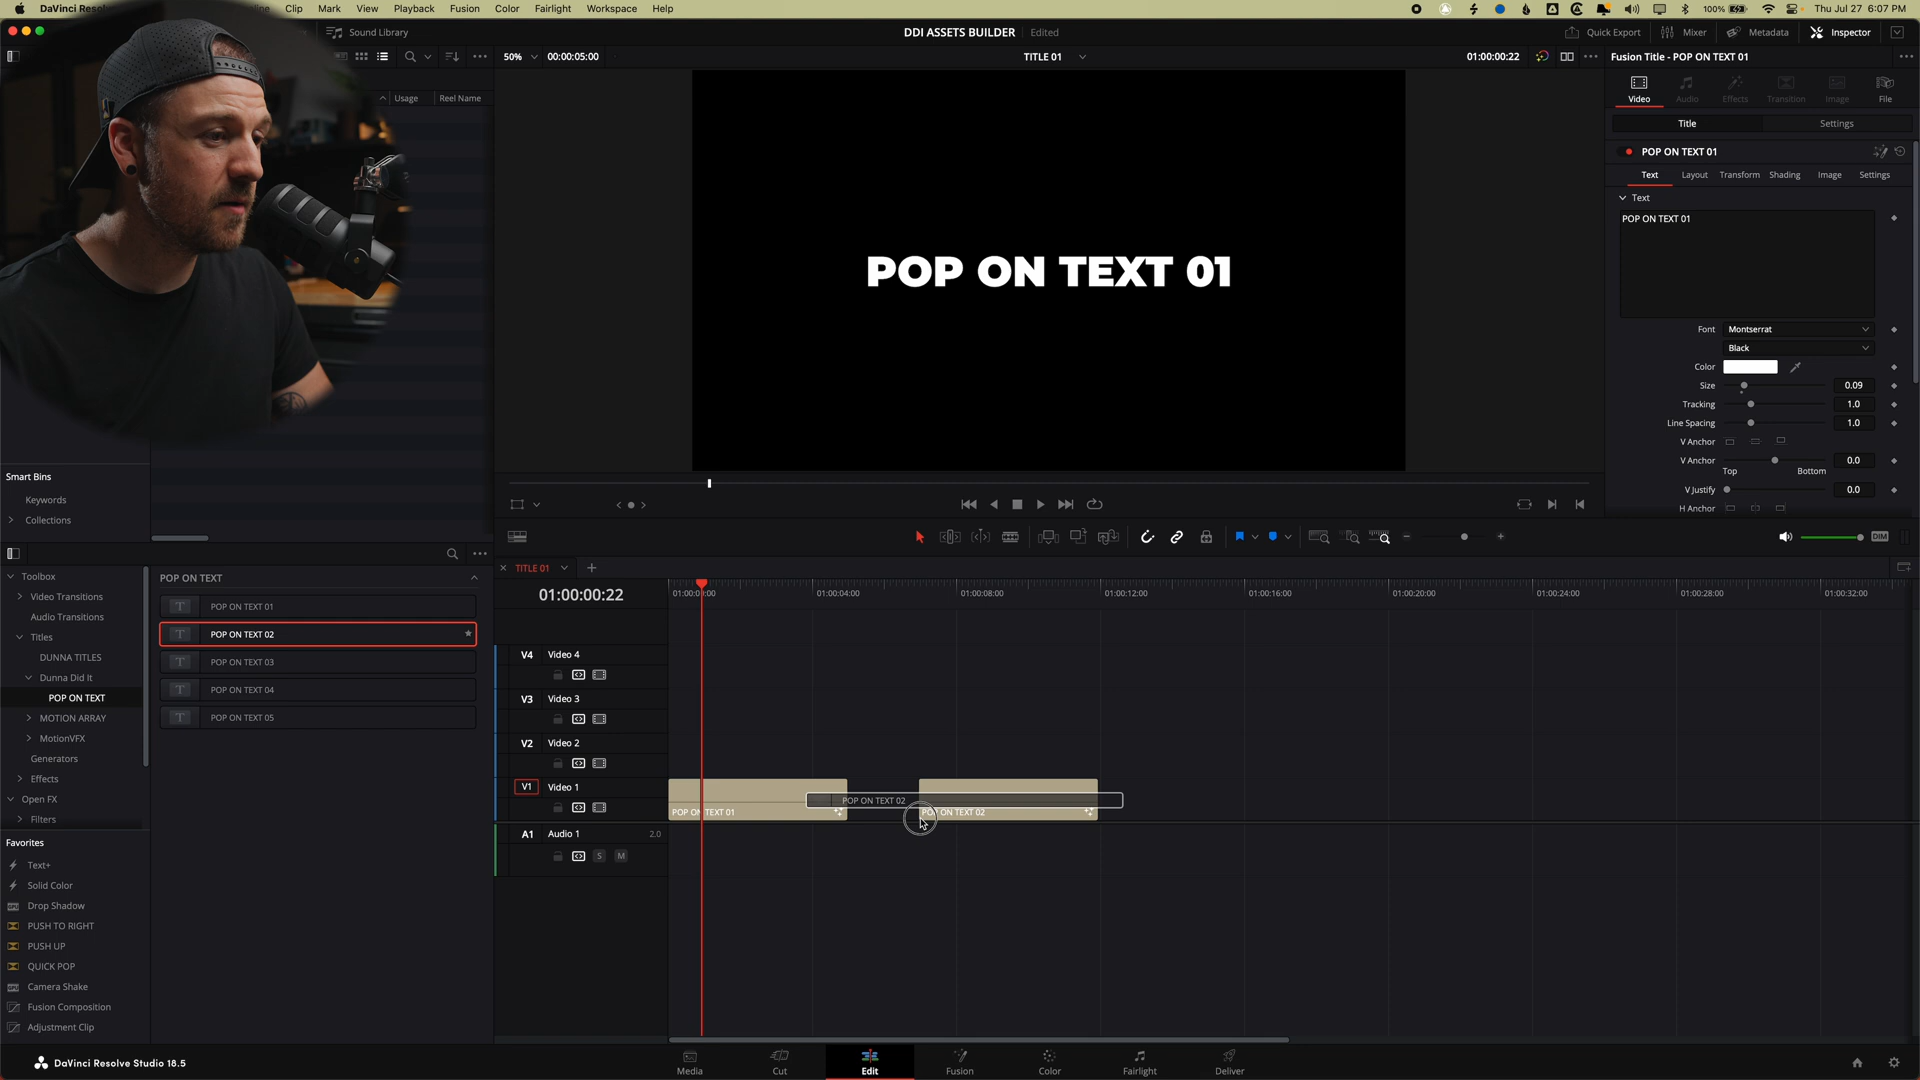 DaVinci Resolve
Clip
Mark
View
Playback
Fusion
Color
Fairlight
Workspace
Help
100%
Thu Jul 27 6:07 PM
Sound Library
DDI ASSETS BUILDER
Edited
Quick Export
Mixer
Metadata
Inspector
50%
00:00:05:00
TITLE 01
01:00:00:22
Fusion Title - POP ON TEXT 01
Usage
Reel Name
Video
Audio
Effects
Transition
Image
File
Title
Settings
POP ON TEXT 01
Text
Layout
Transform
Shading
Image
Settings
Text
POP ON TEXT 01
POP ON TEXT 01
Font
Montserrat
Black
Color
Size
0.09
Tracking
1.0
Line Spacing
1.0
V Anchor
V Anchor
0.0
Top
Bottom
V Justify
0.0
H Anchor
Smart Bins
Keywords
Collections
DIM
Toolbox
Video Transitions
Audio Transitions
Titles
DUNNA TITLES
Dunna Did It
POP ON TEXT
MOTION ARRAY
MotionVFX
Generators
Effects
Open FX
Filters
Favorites
Text+
Solid Color
Drop Shadow
PUSH TO RIGHT
PUSH UP
QUICK POP
Camera Shake
Fusion Composition
Adjustment Clip
POP ON TEXT
POP ON TEXT 01
POP ON TEXT 02
POP ON TEXT 03
POP ON TEXT 04
POP ON TEXT 05
TITLE 01
01:00:00:22
01:00:04:00
01:00:08:00
01:00:12:00
01:00:16:00
01:00:20:00
01:00:24:00
01:00:28:00
01:00:32:00
V4
Video 4
V3
Video 3
V2
Video 2
V1
Video 1
A1
Audio 1
2.0
S
M
POP ON TEXT 01
POP ON TEXT 02
TEXT 02
DaVinci Resolve Studio 18.5
Media
Cut
Edit
Fusion
Color
Fairlight
Deliver